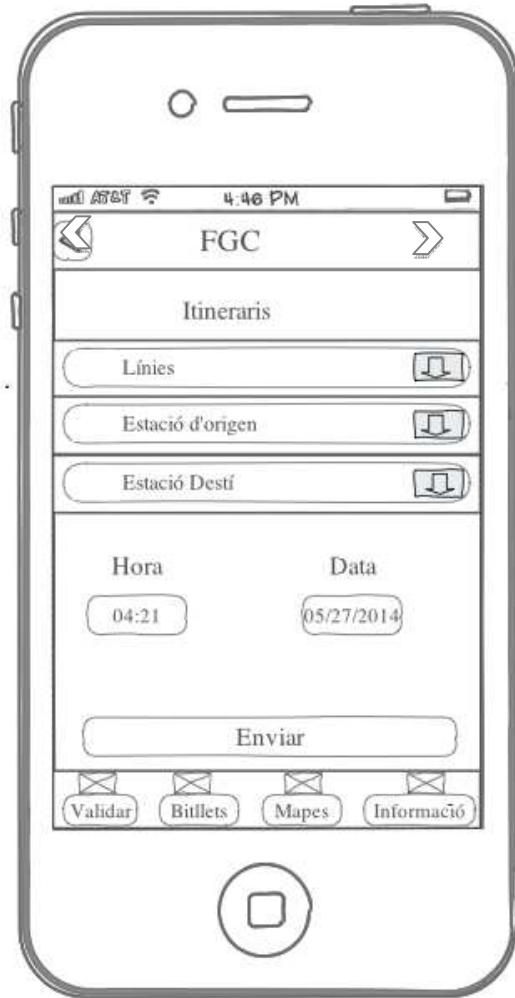 AT&T 4:46 PM
FGC
Itineraris
Línies
Estació d'origen
Estació Destí
Hora Data
04:21 05/27/2014
Enviar
Validar Bitllets Mapes Informació